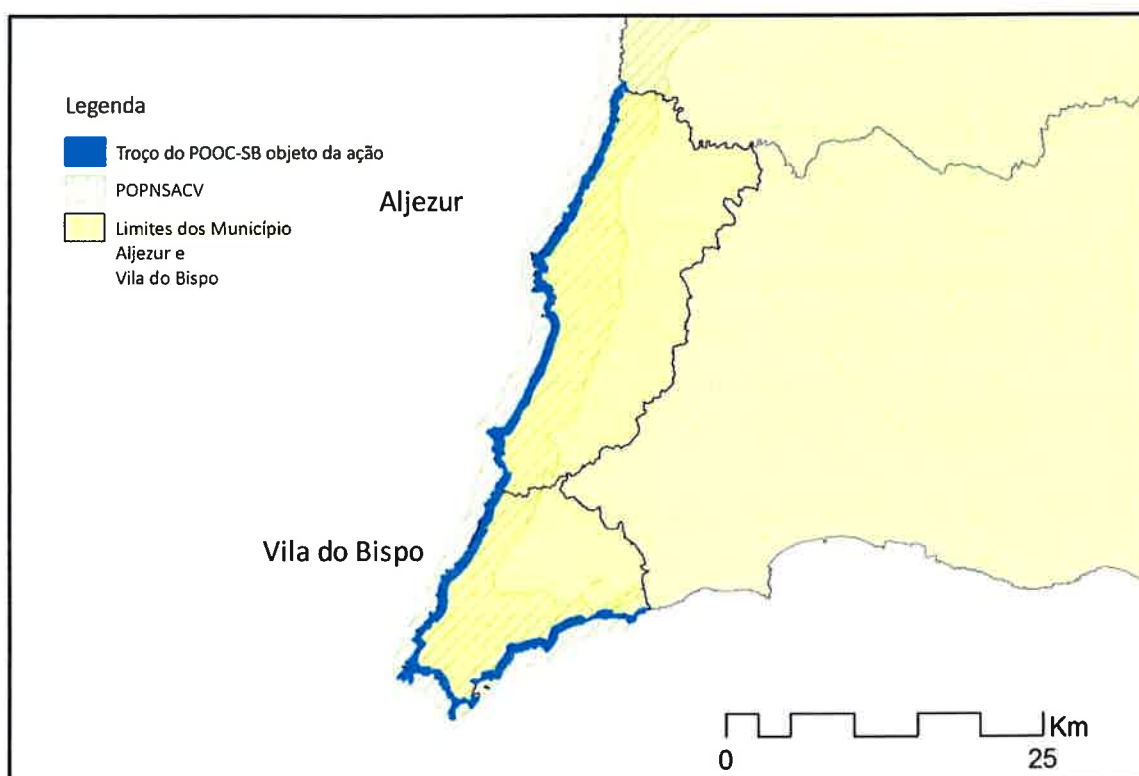 Legenda
Troço do POOC-SB objeto da ação
POPNSACV
Limites dos Município
Aljezur e
Vila do Bispo
Aljezur
Vila do Bispo
Km
0
25